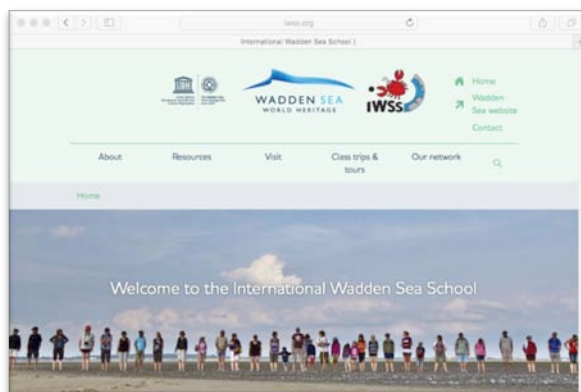 iwss.org
International Wadden Sea School |
WADDEN SEA
WORLD HERITAGE
IWSS
Home
Wadden
Sea website
Contact
About
Resources
Visit
Class trips &
tours
Our network
Home
Welcome to the International Wadden Sea School